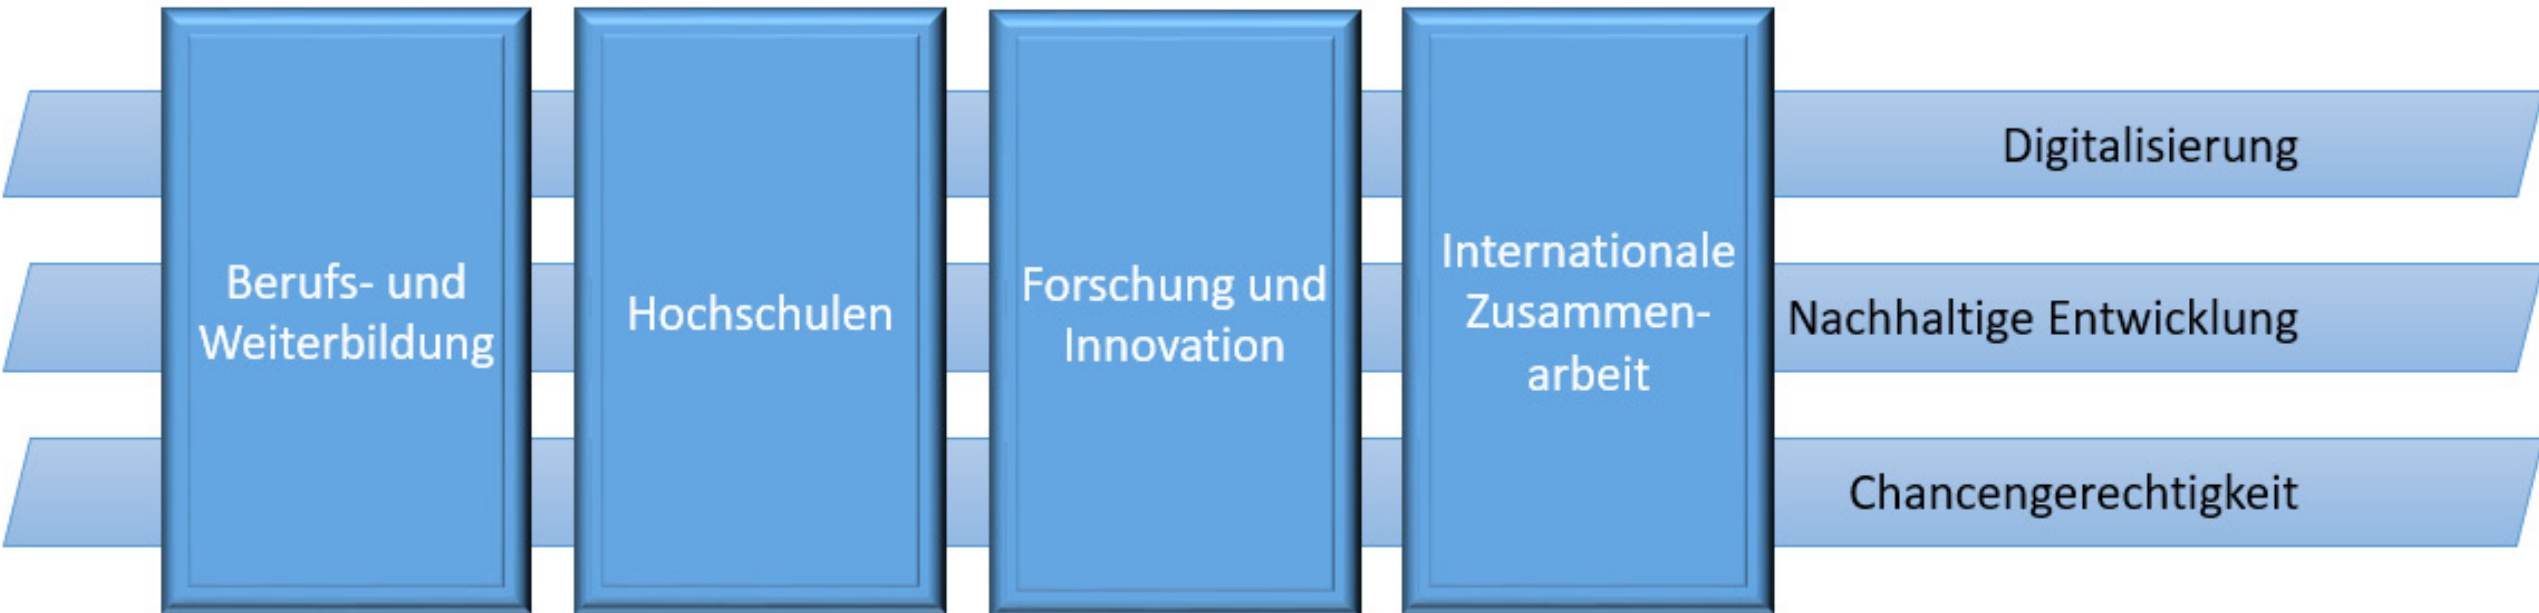 Berufs- und
Weiterbildung
Hochschulen
Forschung und
Innovation
Internationale
Zusammen-
arbeit
Digitalisierung
Nachhaltige Entwicklung
Chancengerechtigkeit